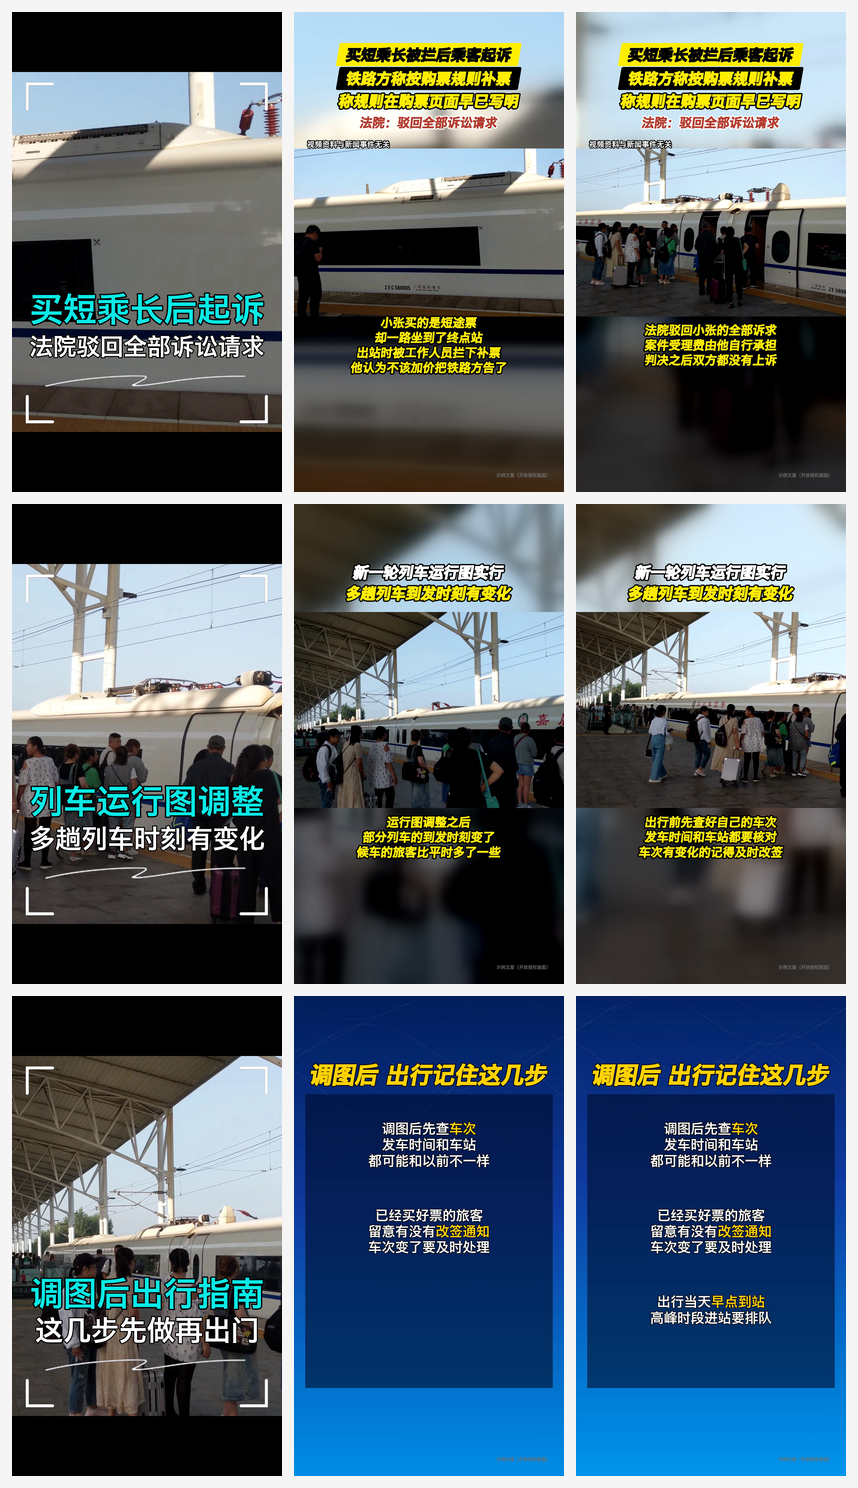 买短乘长后起诉
法院驳回全部诉讼请求
买短乘长被拦后乘客起诉
铁路方称按购票规则补票
称规则在购票页面早已写明
法院：驳回全部诉讼请求
视频资料与新闻事件无关
小张买的是短途票
却一路坐到了终点站
出站时被工作人员拦下补票
他认为不该加价把铁路方告了
买短乘长被拦后乘客起诉
铁路方称按购票规则补票
称规则在购票页面早已写明
法院：驳回全部诉讼请求
视频资料与新闻事件无关
法院驳回小张的全部诉求
案件受理费由他自行承担
判决之后双方都没有上诉
列车运行图调整
多趟列车时刻有变化
新一轮列车运行图实行
多趟列车到发时刻有变化
运行图调整之后
部分列车的到发时刻变了
候车的旅客比平时多了一些
新一轮列车运行图实行
多趟列车到发时刻有变化
出行前先查好自己的车次
发车时间和车站都要核对
车次有变化的记得及时改签
调图后出行指南
这几步先做再出门
调图后 出行记住这几步
调图后先查车次
发车时间和车站
都可能和以前不一样
已经买好票的旅客
留意有没有改签通知
车次变了要及时处理
调图后 出行记住这几步
调图后先查车次
发车时间和车站
都可能和以前不一样
已经买好票的旅客
留意有没有改签通知
车次变了要及时处理
出行当天早点到站
高峰时段进站要排队